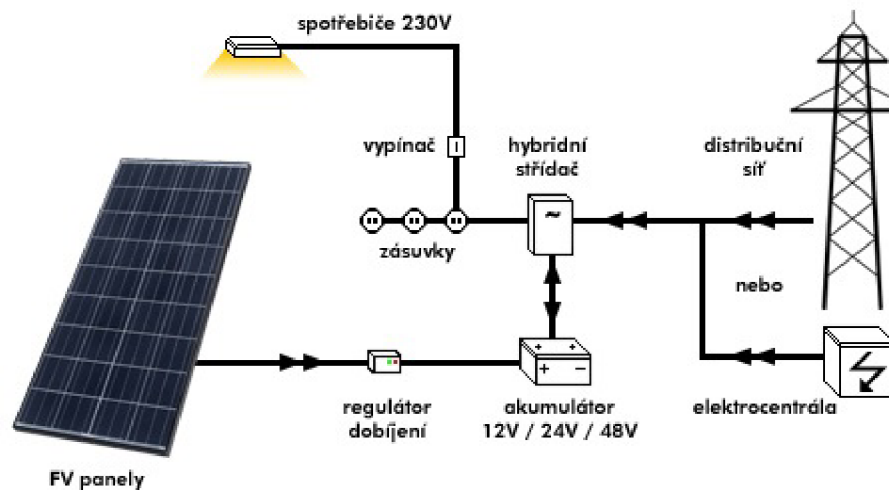 spotřebiče 230V
vypínač
hybridní
střídač
distribuční
síť
~
zásuvky
nebo
+ -
+ −
regulátor
dobíjení
akumulátor
12V / 24V / 48V
elektrocentrála
FV panely